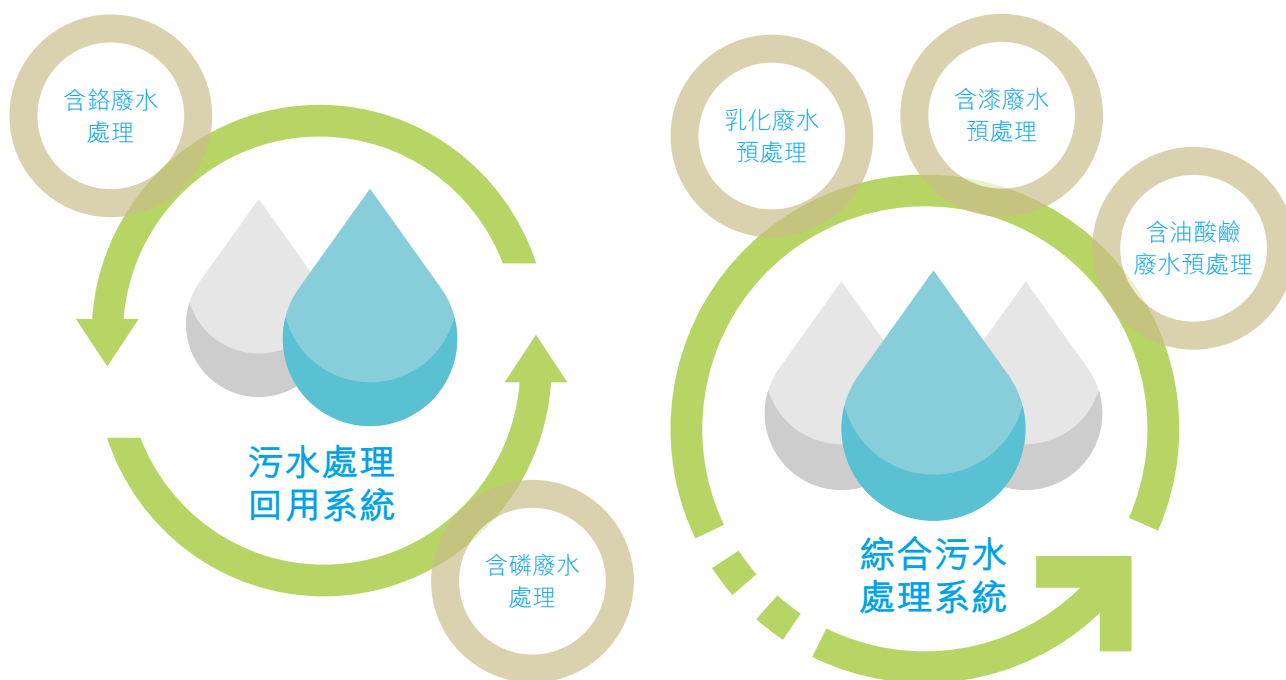 含鉻廢水
處理
污水處理
回用系統
含磷廢水
處理
乳化廢水
預處理
含漆廢水
預處理
含油酸鹼
廢水預處理
綜合污水
處理系統